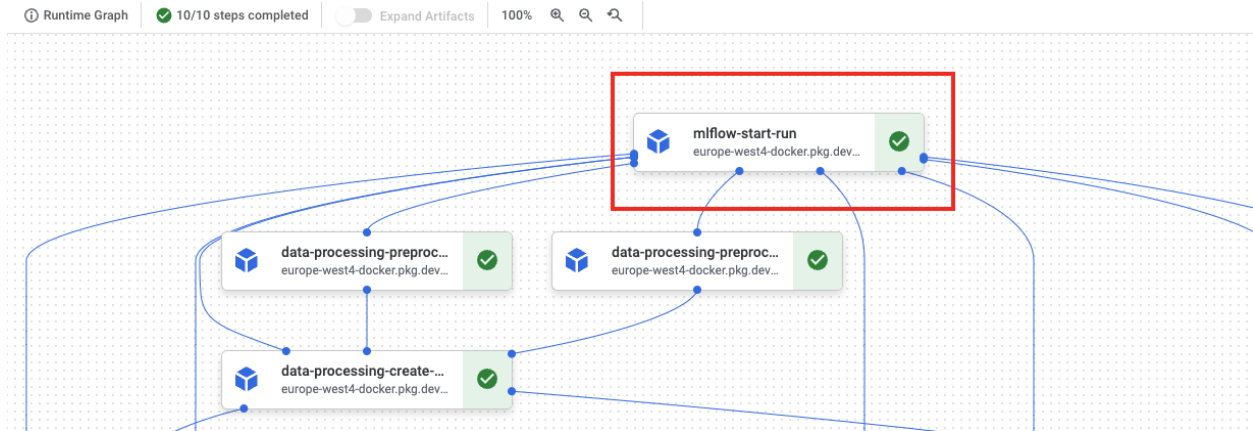 Runtime Graph
10/10 steps completed
Expand Artifacts
100%
mlflow-start-run
europe-west4-docker.pkg.dev...
data-processing-preproc...
europe-west4-docker.pkg.dev...
data-processing-preproc...
europe-west4-docker.pkg.dev...
data-processing-create-...
europe-west4-docker.pkg.dev...